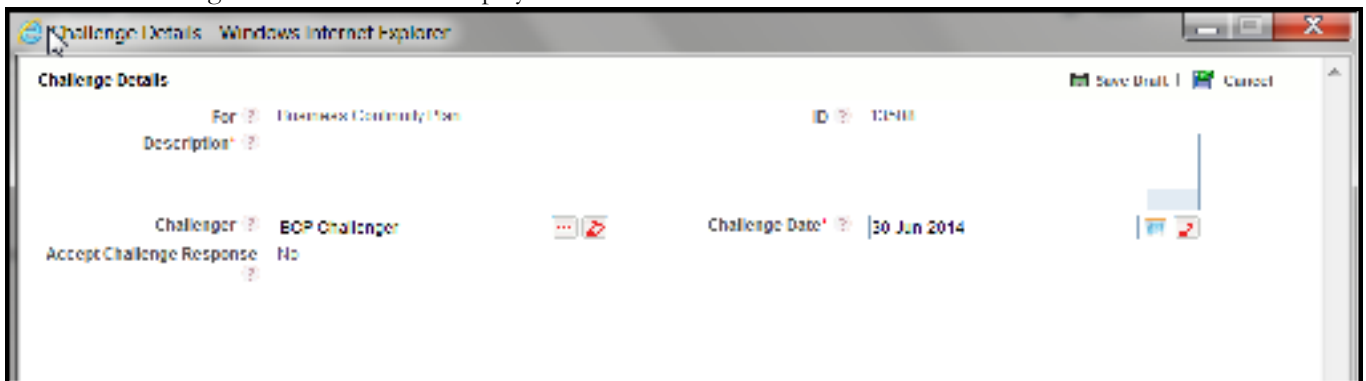 Challenge Details - Windows Internet Explorer
Challenge Details
Save Draft | Cancel
For ? Business Continuity Plan
ID ?
Description* ?
Challenger ? BCP Challenger
Challenge Date* ? 30 Jun 2014
Accept Challenge Response No
?